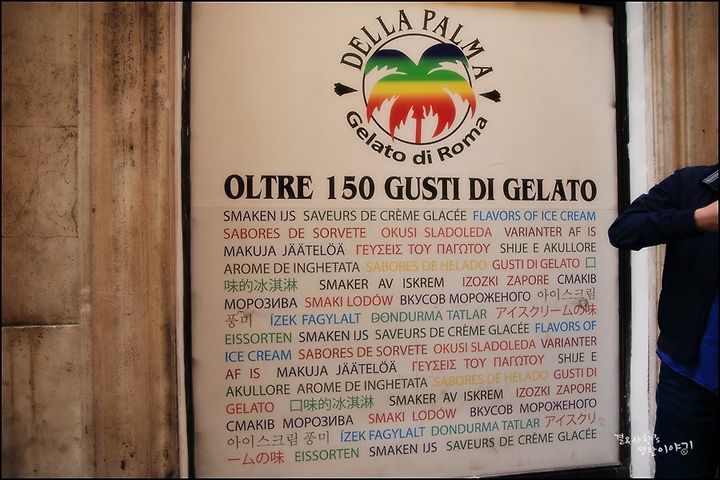 DELLA PALMA
Gelato di Roma
OLTRE 150 GUSTI DI GELATO
SMAKEN IJS SAVEURS DE CRÈME GLACÉE FLAVORS OF ICE CREAM
SABORES DE SORVETE OKUSI SLADOLEDA VARIANTER AF IS
MAKUJA JÄÄTELÖÄ ΓΕΥΣΕΙΣ ΤΟΥ ΠΑΓΩΤΟΥ SHIJE E AKULLORE
AROME DE INGHETATA SABORES DE HELADO GUSTI DI GELATO 口
味的冰淇淋 SMAKER AV ISKREM IZOZKI ZAPORE СМАКІВ
МОРОЗИВА SMAKI LODÓW ВКУСОВ МОРОЖЕНОГО 아이스크림
풍미 ÍZEK FAGYLALT DONDURMA TATLAR アイスクリームの味
EISSORTEN SMAKEN IJS SAVEURS DE CRÈME GLACÉE FLAVORS OF
ICE CREAM SABORES DE SORVETE OKUSI SLADOLEDA VARIANTER
AF IS MAKUJA JÄÄTELÖÄ ΓΕΥΣΕΙΣ ΤΟΥ ΠΑΓΩΤΟΥ SHIJE E
AKULLORE AROME DE INGHETATA SABORES DE HELADO GUSTI DI
GELATO 口味的冰淇淋 SMAKER AV ISKREM IZOZKI ZAPORE
СМАКІВ МОРОЗИВА SMAKI LODÓW ВКУСОВ МОРОЖЕНОГО
아이스크림 풍미 ÍZEK FAGYLALT DONDURMA TATLAR アイスクリ
ームの味 EISSORTEN SMAKEN IJS SAVEURS DE CRÈME GLACÉE